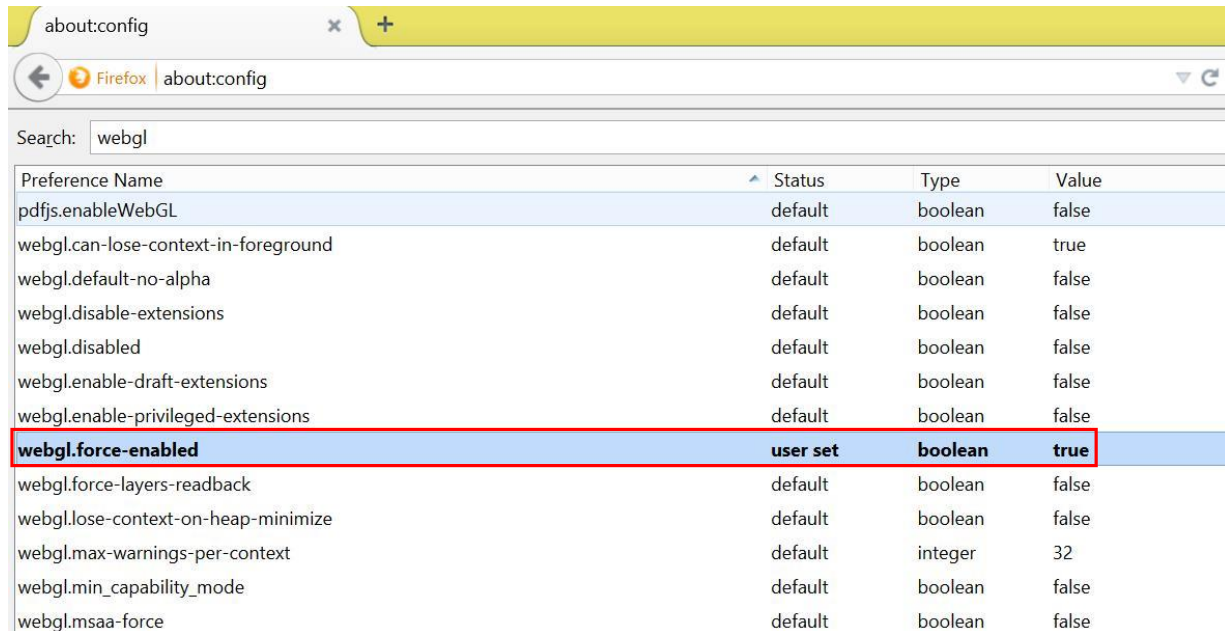 about:config
Firefox about:config
Search: webgl
Preference Name Status Type Value
pdfjs.enableWebGL default boolean false
webgl.can-lose-context-in-foreground default boolean true
webgl.default-no-alpha default boolean false
webgl.disable-extensions default boolean false
webgl.disabled default boolean false
webgl.enable-draft-extensions default boolean false
webgl.enable-privileged-extensions default boolean false
webgl.force-enabled user set boolean true
webgl.force-layers-readback default boolean false
webgl.lose-context-on-heap-minimize default boolean false
webgl.max-warnings-per-context default integer 32
webgl.min_capability_mode default boolean false
webgl.msaa-force default boolean false